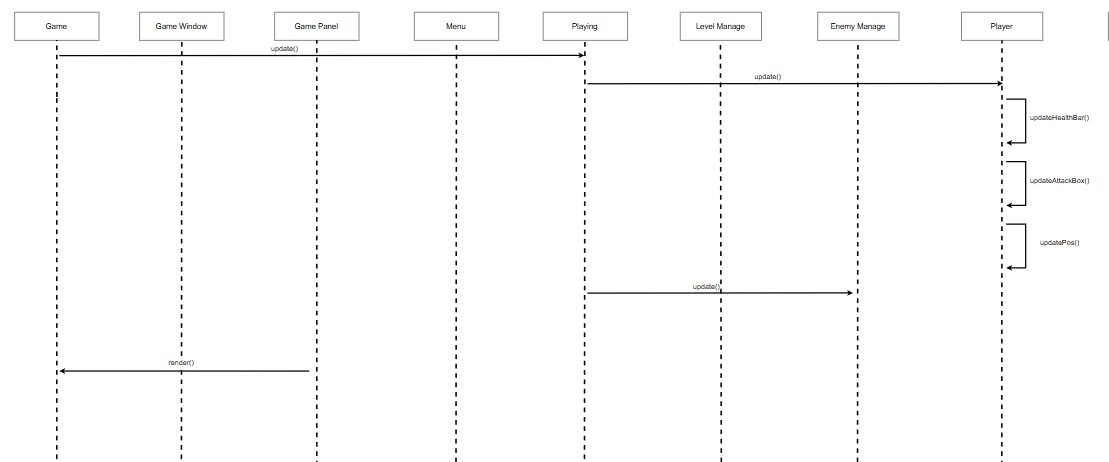 Game
Game Window
Game Panel
Menu
Playing
Level Manage
Enemy Manage
Player
update()
update()
updateHealthBar()
updateAttackBox()
updatePos()
update()
render()